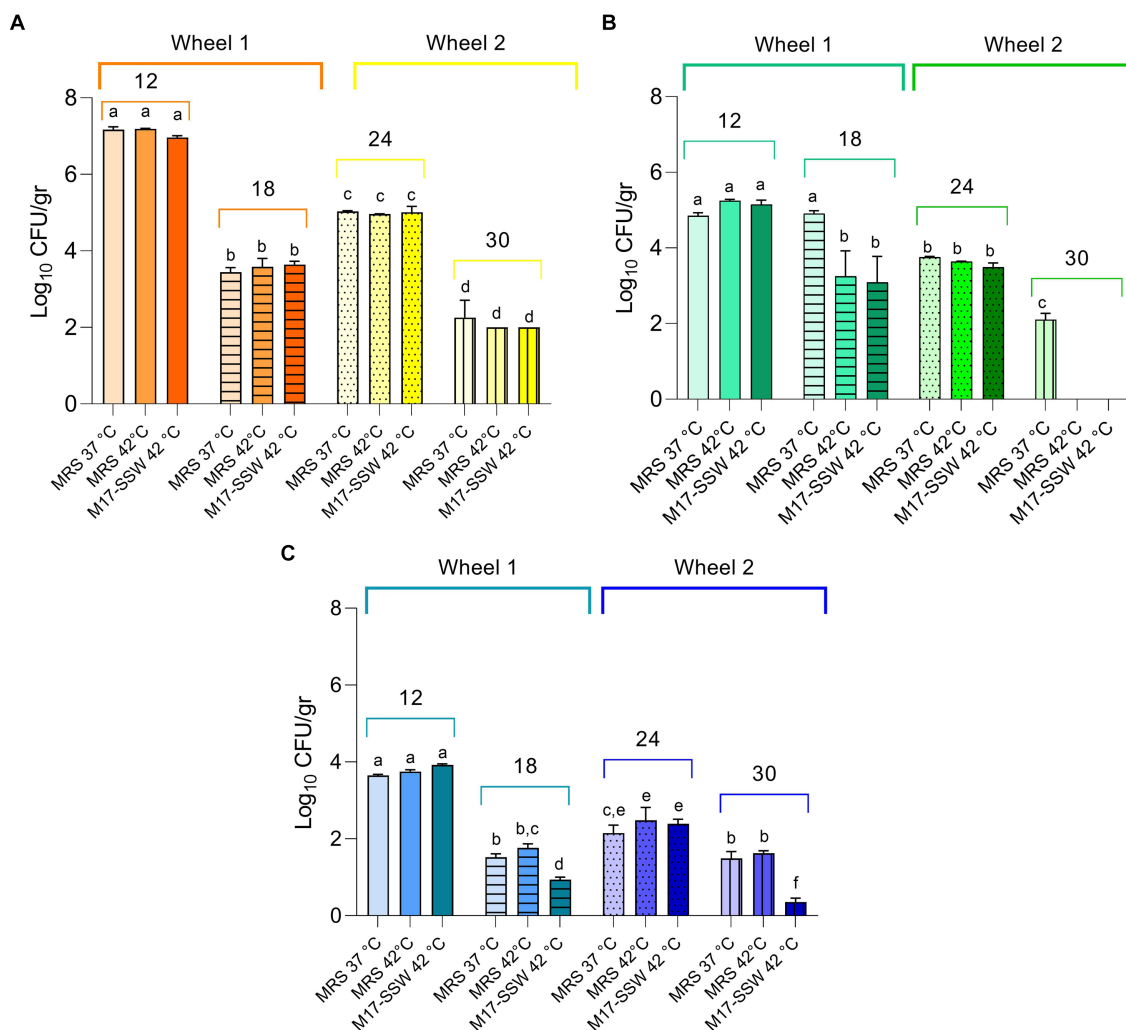 A
Wheel 1 Wheel 2
8
6
4
2
0
Log10 CFU/gr
12
a a a
18
b b b
24
c c c
30
d d d
MRS 37 °C
MRS 42°C
M17-SSW 42 °C
MRS 37 °C
MRS 42°C
M17-SSW 42 °C
MRS 37 °C
MRS 42°C
M17-SSW 42 °C
MRS 37 °C
MRS 42°C
M17-SSW 42 °C
B
Wheel 1 Wheel 2
8
6
4
2
0
Log10 CFU/gr
12
a a a
18
a b b
24
b b b
30
c
MRS 37 °C
MRS 42°C
M17-SSW 42 °C
MRS 37 °C
MRS 42°C
M17-SSW 42 °C
MRS 37 °C
MRS 42°C
M17-SSW 42 °C
MRS 37 °C
MRS 42 °C
M17-SSW 42 °C
C
Wheel 1 Wheel 2
8
6
4
2
0
Log10 CFU/gr
12
a a a
18
b b,c d
24
c,e e e
30
b b f
MRS 37 °C
MRS 42°C
M17-SSW 42 °C
MRS 37 °C
MRS 42°C
M17-SSW 42 °C
MRS 37 °C
MRS 42°C
M17-SSW 42 °C
MRS 37 °C
MRS 42°C
M17-SSW 42 °C